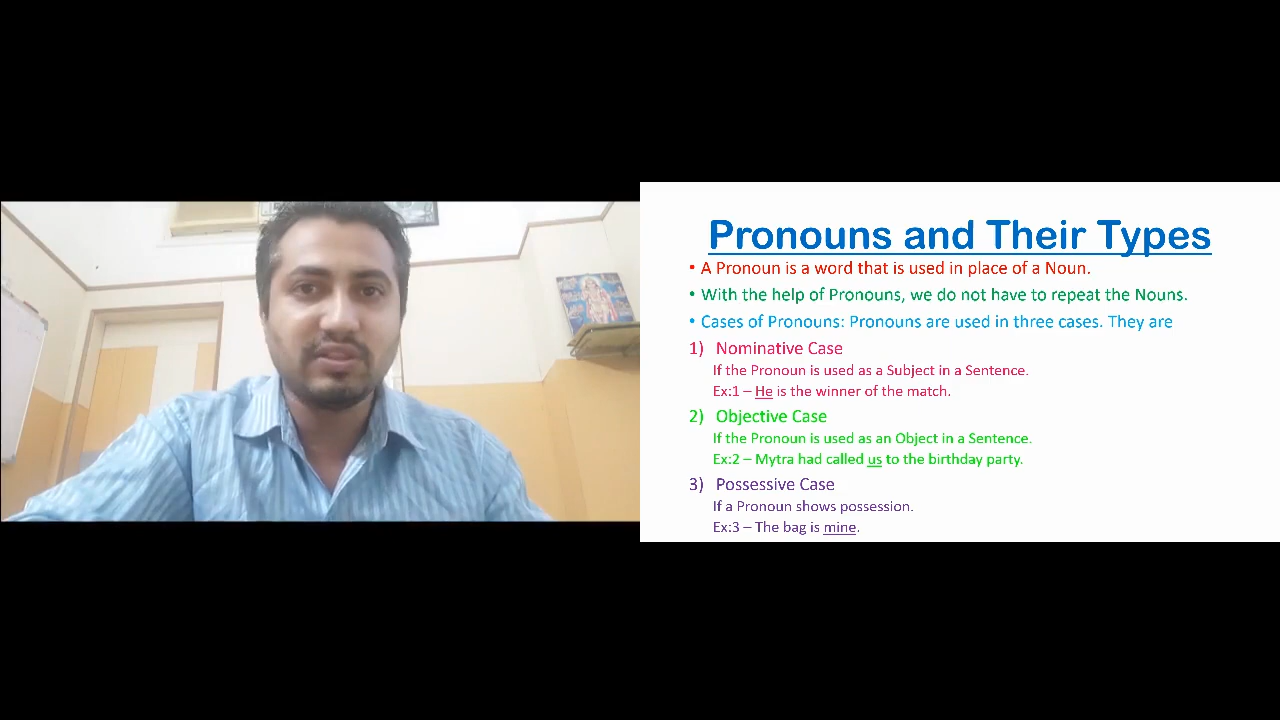 Pronouns and Their Types
• A Pronoun is a word that is used in place of a Noun.
• With the help of Pronouns, we do not have to repeat the Nouns.
• Cases of Pronouns: Pronouns are used in three cases. They are
1) Nominative Case
If the Pronoun is used as a Subject in a Sentence.
Ex:1 – He is the winner of the match.
2) Objective Case
If the Pronoun is used as an Object in a Sentence.
Ex:2 – Mytra had called us to the birthday party.
3) Possessive Case
If a Pronoun shows possession.
Ex:3 – The bag is mine.